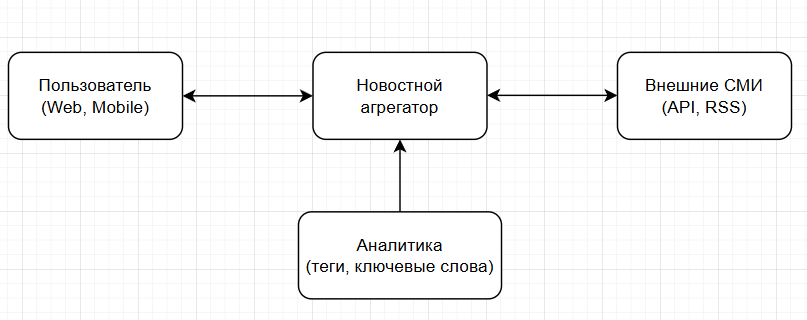 Пользователь
(Web, Mobile)
Новостной
агрегатор
Внешние СМИ
(API, RSS)
Аналитика
(теги, ключевые слова)